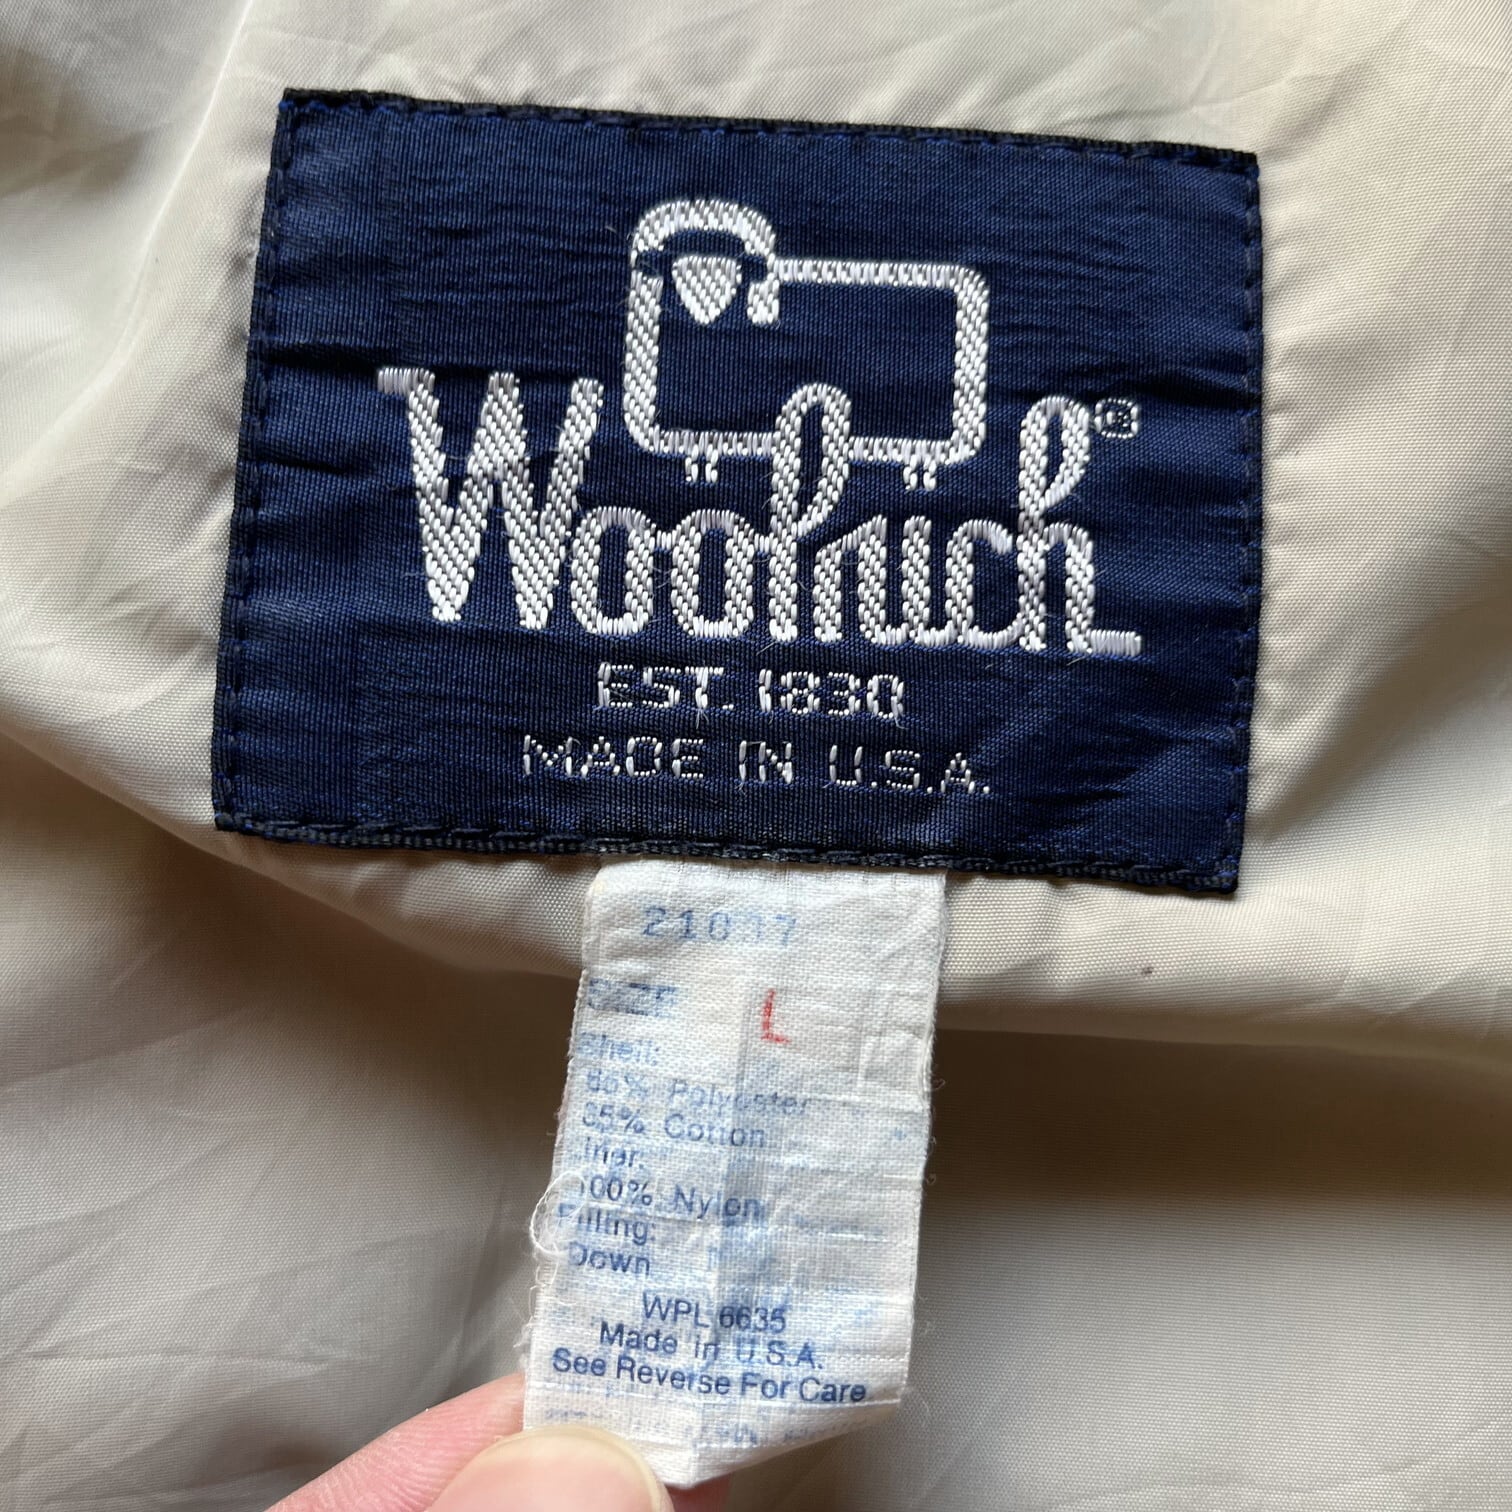 Woolrich®
EST. 1830
MADE IN U.S.A.
SIZE L
Shell:
Polyester
35% Cotton
Liner:
100% Nylon
Filling:
Down
WPL 6635
Made in U.S.A.
See Reverse For Care